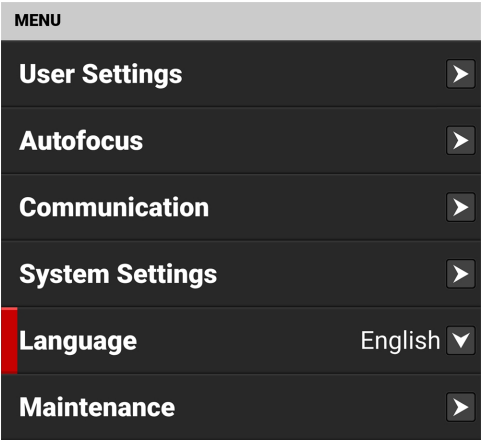 MENU
User Settings
Autofocus
Communication
System Settings
Language English
Maintenance